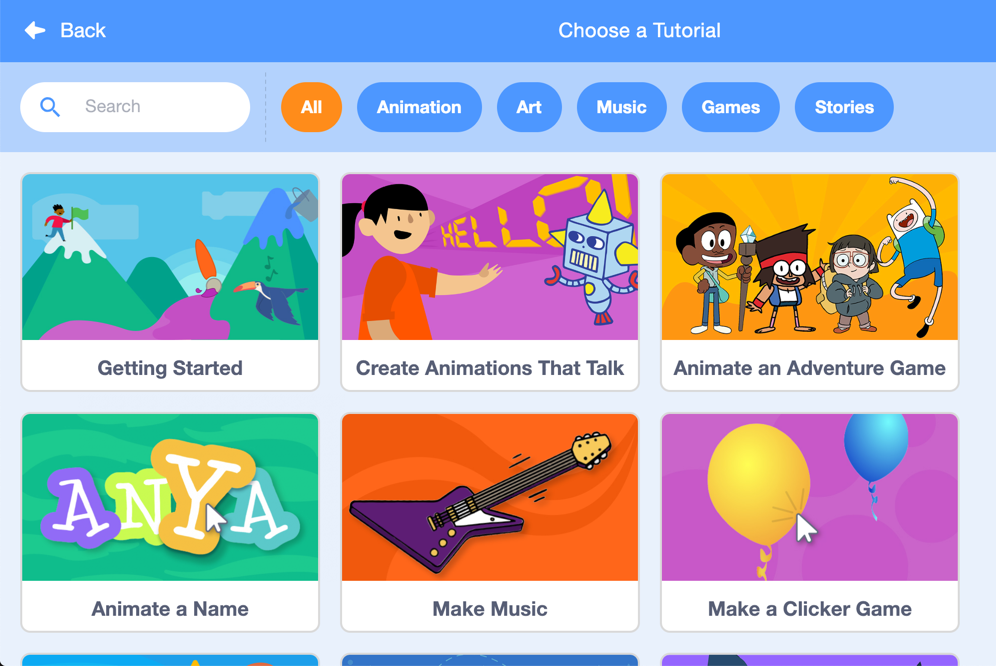 Back
Choose a Tutorial
Search
All
Animation
Art
Music
Games
Stories
HELLO
Getting Started
Create Animations That Talk
Animate an Adventure Game
ANYA
Animate a Name
Make Music
Make a Clicker Game